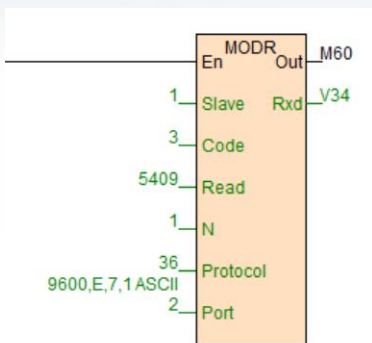 MODR
En Out M60
1 Slave Rxd V34
3 Code
5409 Read
1 N
36 Protocol
9600,E,7,1 ASCII
2 Port